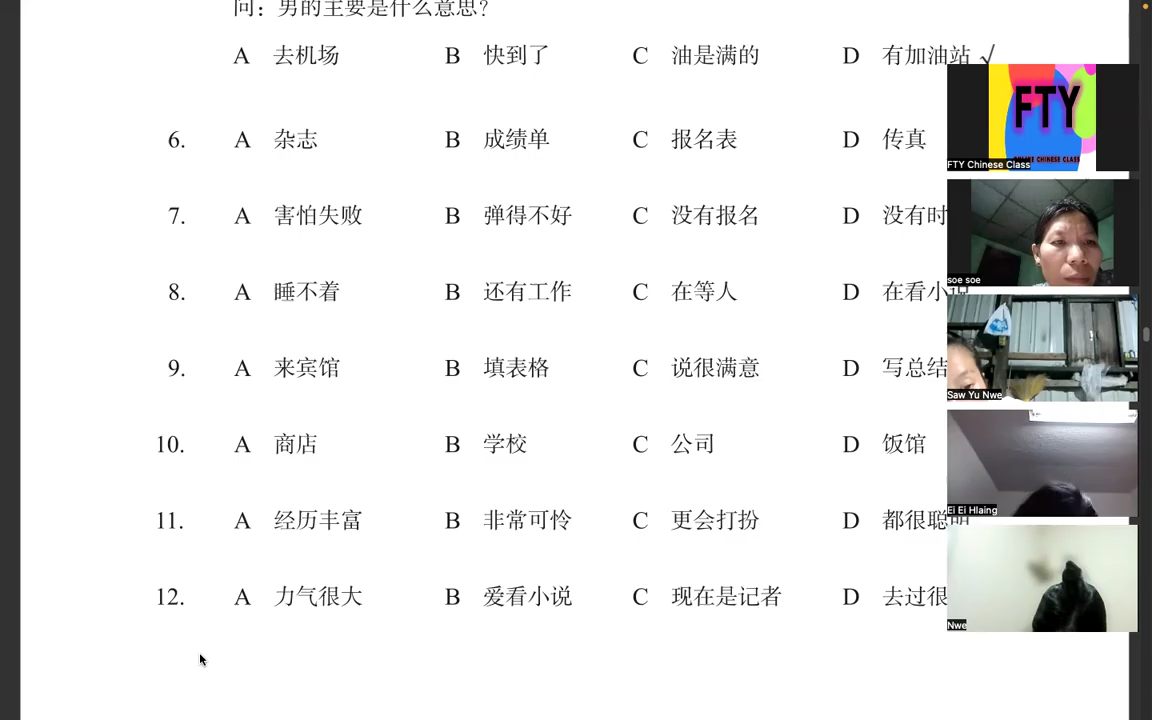 问：男的主要是什么意思？
A 去机场 B 快到了 C 油是满的 D 有加油站 √
6. A 杂志 B 成绩单 C 报名表 D 传真
7. A 害怕失败 B 弹得不好 C 没有报名 D 没有时
8. A 睡不着 B 还有工作 C 在等人 D 在看小说
9. A 来宾馆 B 填表格 C 说很满意 D 写总结
10. A 商店 B 学校 C 公司 D 饭馆
11. A 经历丰富 B 非常可怜 C 更会打扮 D 都很聪明
12. A 力气很大 B 爱看小说 C 现在是记者 D 去过很
FTY
CHINESE CLASS
FTY Chinese Class
soe soe
Saw Yu Nwe
Ei Ei Hlaing
Nwe